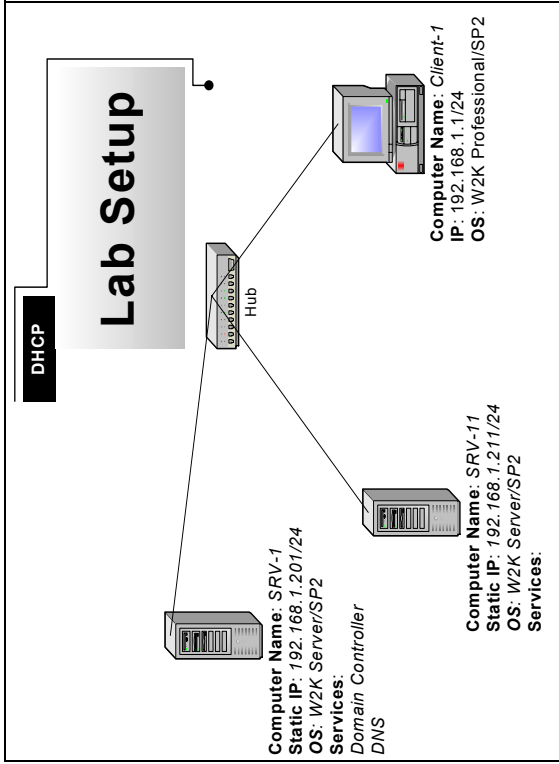 DHCP
Lab Setup
Hub
Computer Name: SRV-1
Static IP: 192.168.1.201/24
OS: W2K Server/SP2
Services:
Domain Controller
DNS
Computer Name: SRV-11
Static IP: 192.168.1.211/24
OS: W2K Server/SP2
Services:
Computer Name: Client-1
IP: 192.168.1.1/24
OS: W2K Professional/SP2